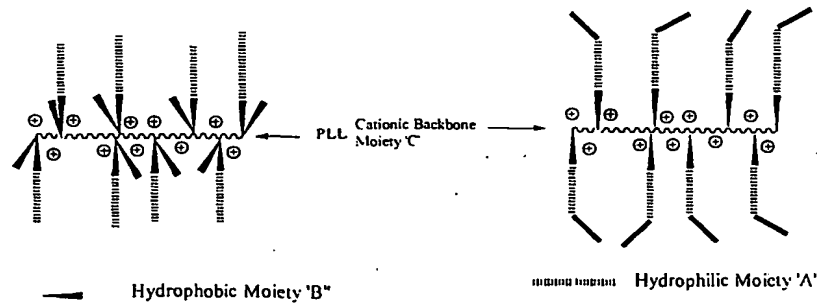 PLL Cationic Backbone
Moiety 'C'
Hydrophobic Moiety 'B"
Hydrophilic Moiety 'A'